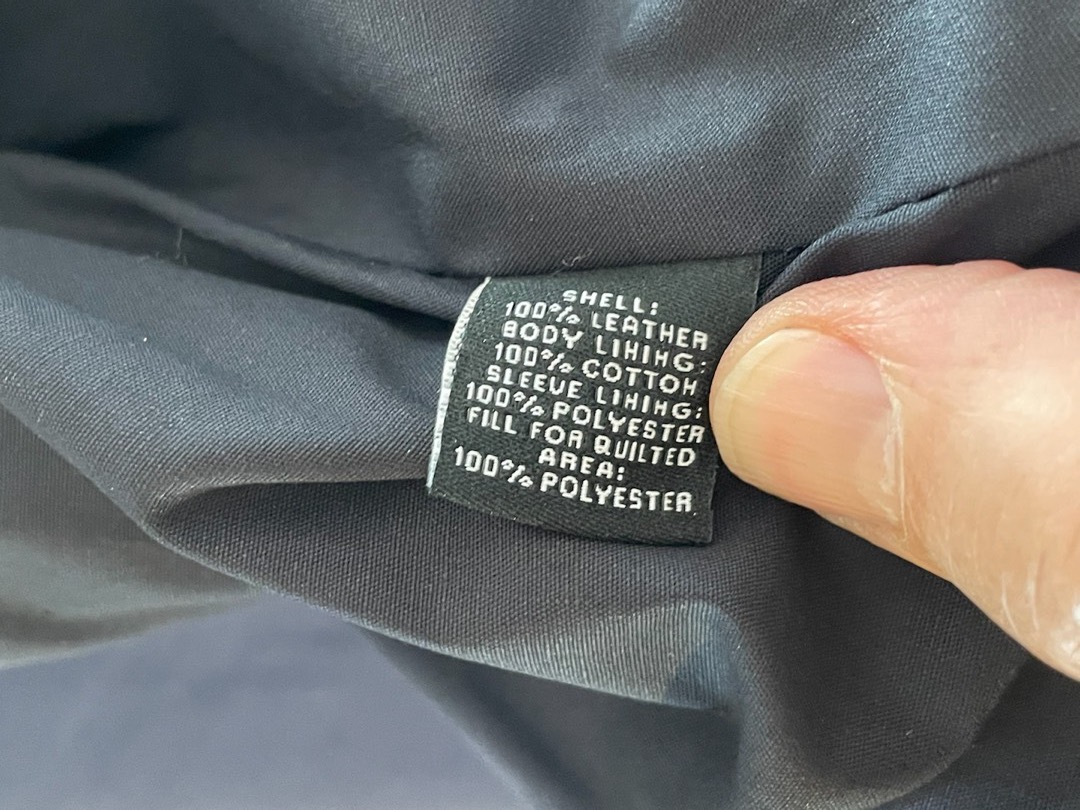 SHELL:
100% LEATHER
BODY LINING:
100% COTTON
SLEEVE LINING:
100% POLYESTER
FILL FOR QUILTED
AREA:
100% POLYESTER